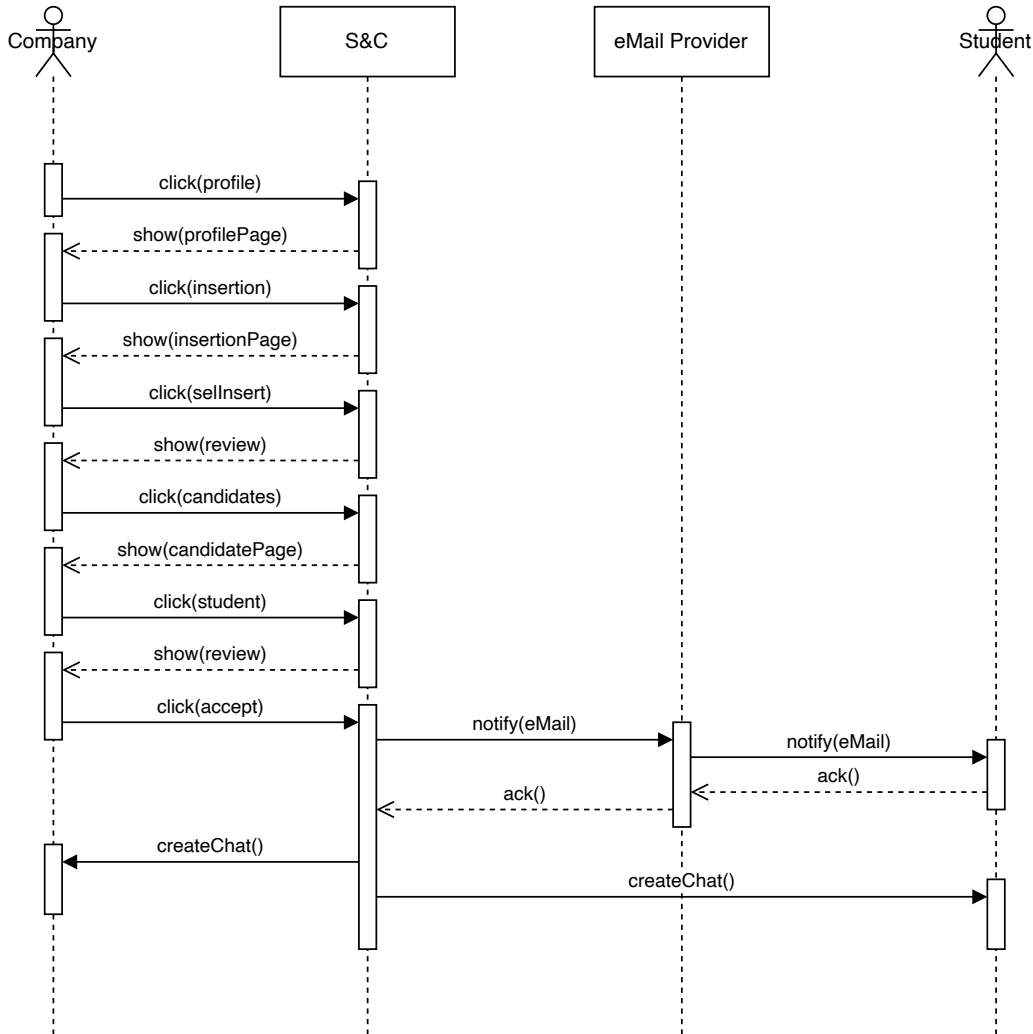 Company
S&C
eMail Provider
Student
click(profile)
show(profilePage)
click(insertion)
show(insertionPage)
click(selInsert)
show(review)
click(candidates)
show(candidatePage)
click(student)
show(review)
click(accept)
notify(eMail)
notify(eMail)
ack()
ack()
createChat()
createChat()